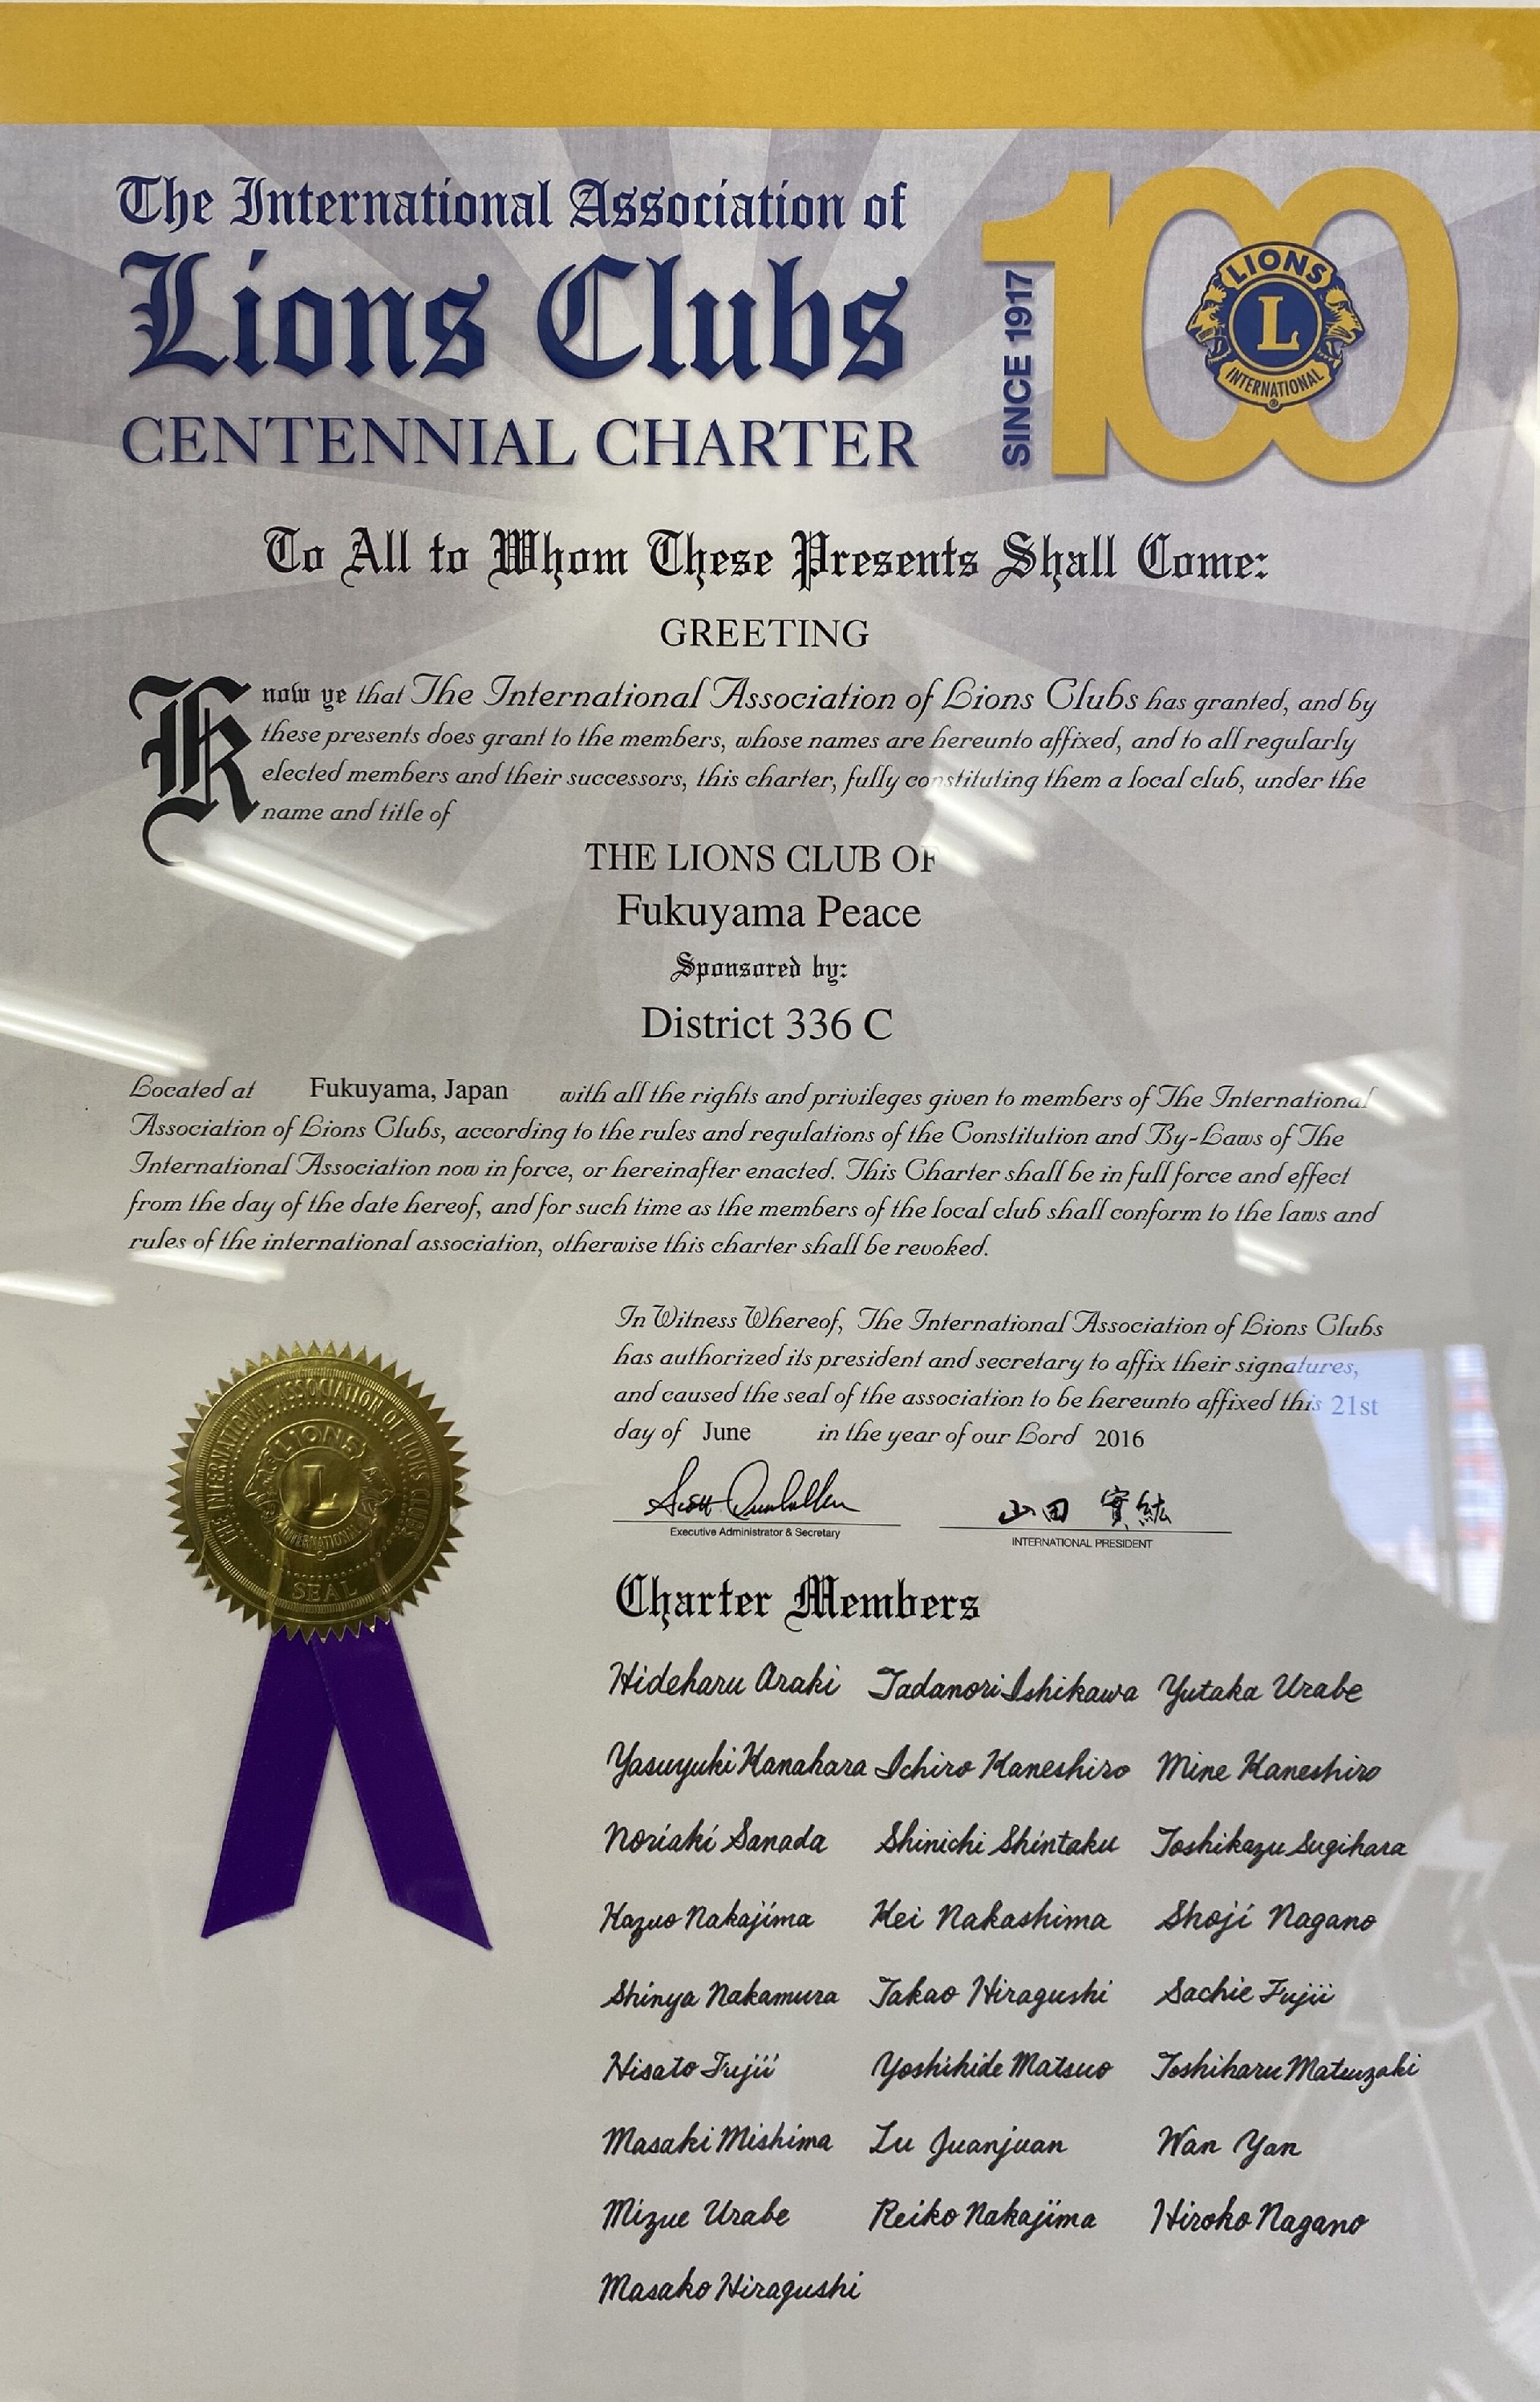 The International Association of
Lions Clubs
CENTENNIAL CHARTER
SINCE 1917
100
LIONS
L
INTERNATIONAL
®
To All to Whom These Presents Shall Come:
GREETING
Know ye that The International Association of Lions Clubs has granted, and by
these presents does grant to the members, whose names are hereunto affixed, and to all regularly
elected members and their successors, this charter, fully constituting them a local club, under the
name and title of
THE LIONS CLUB OF
Fukuyama Peace
Sponsored by:
District 336 C
Located at Fukuyama, Japan with all the rights and privileges given to members of The International
Association of Lions Clubs, according to the rules and regulations of the Constitution and By-Laws of The
International Association now in force, or hereinafter enacted. This Charter shall be in full force and effect
from the day of the date hereof, and for such time as the members of the local club shall conform to the laws and
rules of the international association, otherwise this charter shall be revoked.
In Witness Whereof, The International Association of Lions Clubs
has authorized its president and secretary to affix their signatures,
and caused the seal of the association to be hereunto affixed this 21st
day of June in the year of our Lord 2016
THE INTERNATIONAL ASSOCIATION OF LIONS CLUBS
LIONS
L
INTERNATIONAL
SEAL
山田 實紘
Executive Administrator & Secretary
INTERNATIONAL PRESIDENT
Charter Members
Hideharu Araki Tadanori Ishikawa Yutaka Urabe
Yasuyuki Kanahara Ichiro Kaneshiro Mine Kaneshiro
Noriaki Sanada Shinichi Shintaku Toshikazu Sugihara
Kazuo Nakajima Kei Nakashima Shoji Nagano
Shinya Nakamura Takao Hiragushi Sachie Fujii
Hisato Fujii Yoshihide Matsuo Toshiharu Matsuzaki
Masaki Mishima Lu Juanjuan Wan Yan
Mizue Urabe Reiko Nakajima Hiroko Nagano
Masako Hiragushi